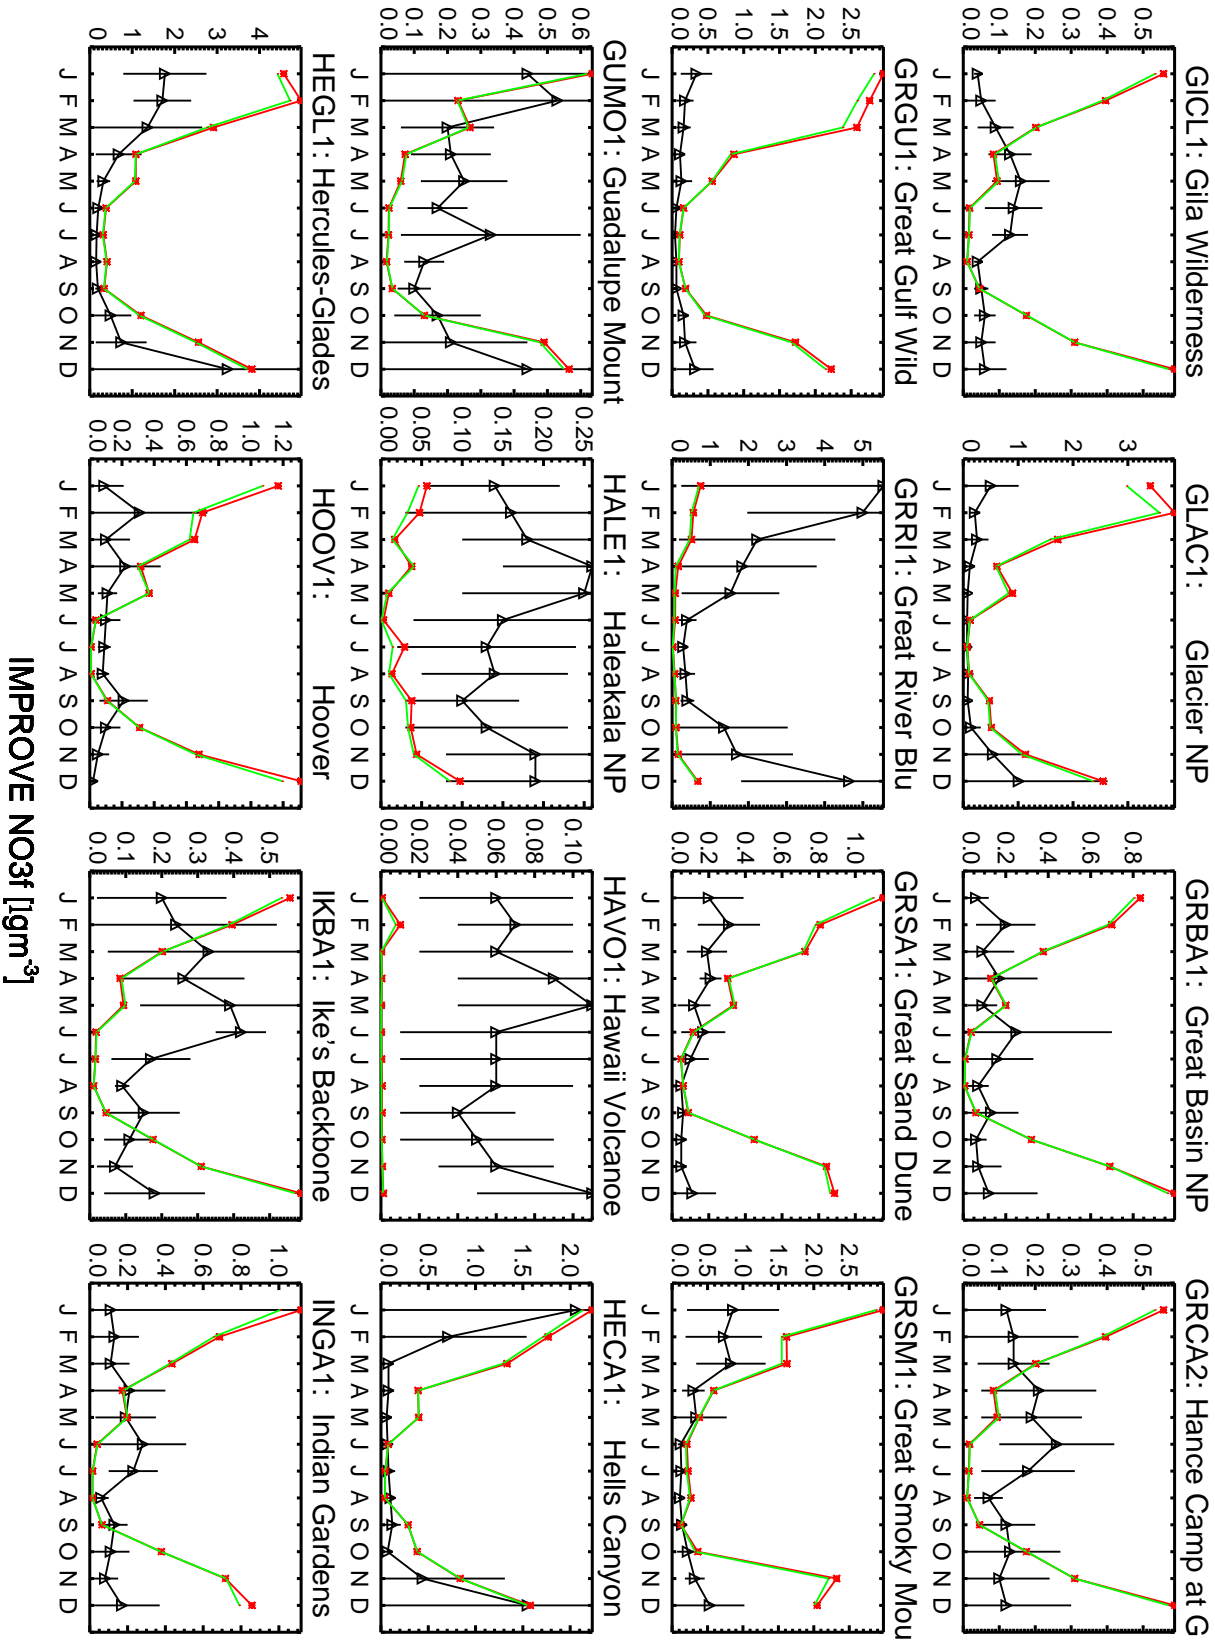 GICL1: Gila Wilderness
0.5
0.4
0.3
0.2
0.1
0.0
J F M A M J J A S O N D
GLAC1: Glacier NP
3
2
1
0
J F M A M J J A S O N D
GRBA1: Great Basin NP
0.8
0.6
0.4
0.2
0.0
J F M A M J J A S O N D
GRCA2: Hance Camp at G
0.5
0.4
0.3
0.2
0.1
0.0
J F M A M J J A S O N D
GRGU1: Great Gulf Wild
2.5
2.0
1.5
1.0
0.5
0.0
J F M A M J J A S O N D
GRRI1: Great River Blu
5
4
3
2
1
0
J F M A M J J A S O N D
GRSA1: Great Sand Dune
1.0
0.8
0.6
0.4
0.2
0.0
J F M A M J J A S O N D
GRSM1: Great Smoky Mou
2.5
2.0
1.5
1.0
0.5
0.0
J F M A M J J A S O N D
GUMO1: Guadalupe Mount
0.6
0.5
0.4
0.3
0.2
0.1
0.0
J F M A M J J A S O N D
HALE1: Haleakala NP
0.25
0.20
0.15
0.10
0.05
0.00
J F M A M J J A S O N D
HAVO1: Hawaii Volcanoe
0.10
0.08
0.06
0.04
0.02
0.00
J F M A M J J A S O N D
HECA1: Hells Canyon
2.0
1.5
1.0
0.5
0.0
J F M A M J J A S O N D
HEGL1: Hercules-Glades
4
3
2
1
0
J F M A M J J A S O N D
HOOV1: Hoover
1.2
1.0
0.8
0.6
0.4
0.2
0.0
J F M A M J J A S O N D
IKBA1: Ike's Backbone
0.5
0.4
0.3
0.2
0.1
0.0
J F M A M J J A S O N D
INGA1: Indian Gardens
1.0
0.8
0.6
0.4
0.2
0.0
J F M A M J J A S O N D
IMPROVE NO3f [1gm-3]